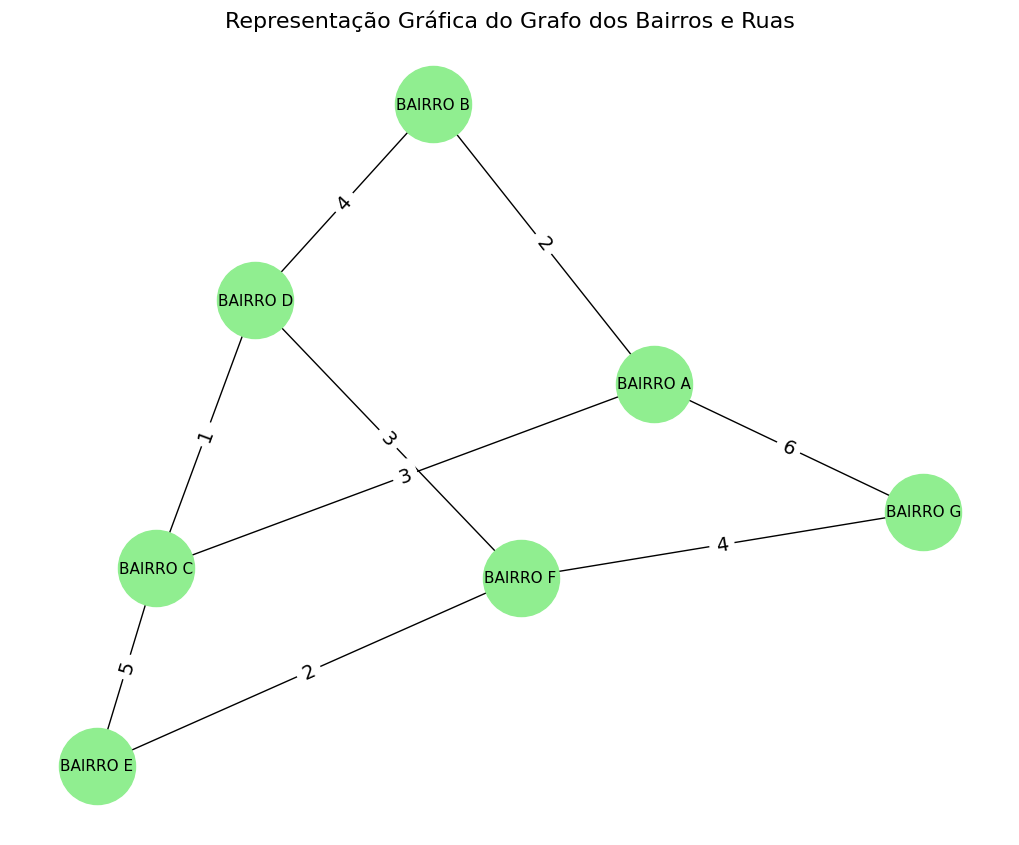 Representação Gráfica do Grafo dos Bairros e Ruas
BAIRRO B
4
2
BAIRRO D
BAIRRO A
1
3
6
3
BAIRRO G
4
BAIRRO C
BAIRRO F
5
2
BAIRRO E